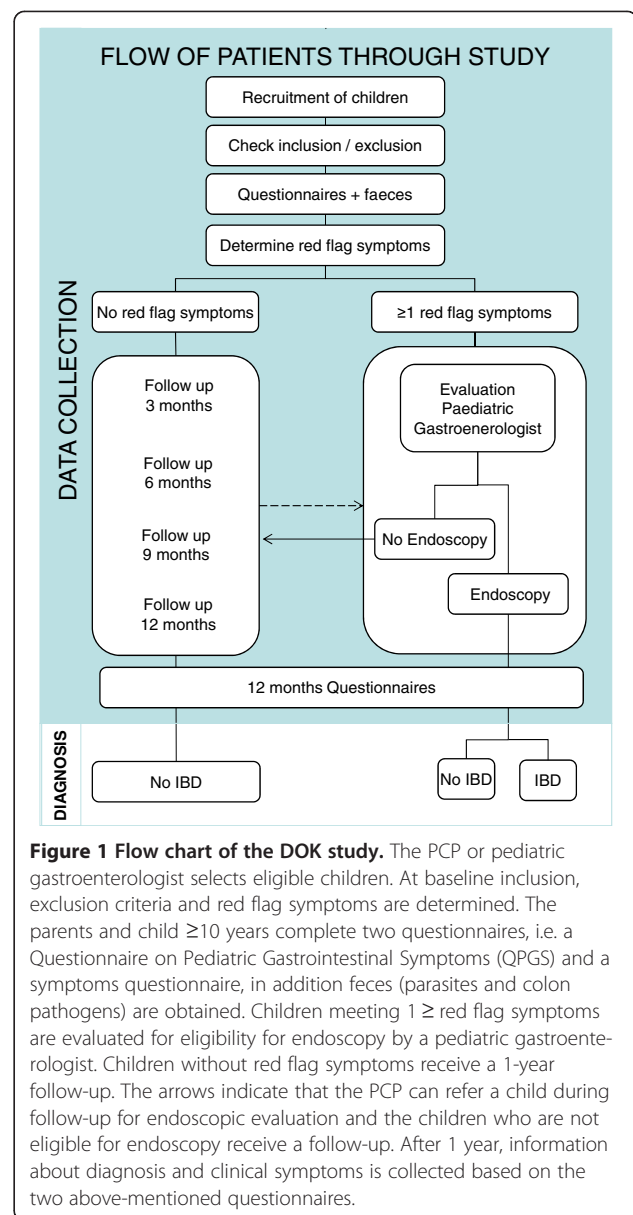 FLOW OF PATIENTS THROUGH STUDY
Recruitment of children
Check inclusion / exclusion
Questionnaires + faeces
Determine red flag symptoms
No red flag symptoms
≥1 red flag symptoms
DATA COLLECTION
Follow up
3 months
Follow up
6 months
Follow up
9 months
Follow up
12 months
Evaluation
Paediatric
Gastroenerologist
No Endoscopy
Endoscopy
12 months Questionnaires
DIAGNOSIS
No IBD
No IBD
IBD
Figure 1 Flow chart of the DOK study. The PCP or pediatric
gastroenterologist selects eligible children. At baseline inclusion,
exclusion criteria and red flag symptoms are determined. The
parents and child ≥10 years complete two questionnaires, i.e. a
Questionnaire on Pediatric Gastrointestinal Symptoms (QPGS) and a
symptoms questionnaire, in addition feces (parasites and colon
pathogens) are obtained. Children meeting 1 ≥ red flag symptoms
are evaluated for eligibility for endoscopy by a pediatric gastroente-
rologist. Children without red flag symptoms receive a 1-year
follow-up. The arrows indicate that the PCP can refer a child during
follow-up for endoscopic evaluation and the children who are not
eligible for endoscopy receive a follow-up. After 1 year, information
about diagnosis and clinical symptoms is collected based on the
two above-mentioned questionnaires.